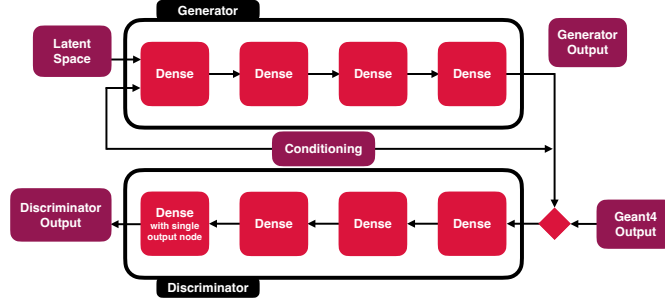 Generator
Latent
Space
Dense
Dense
Dense
Dense
Generator
Output
Conditioning
Discriminator
Output
Dense
with single
output node
Dense
Dense
Dense
Geant4
Output
Discriminator